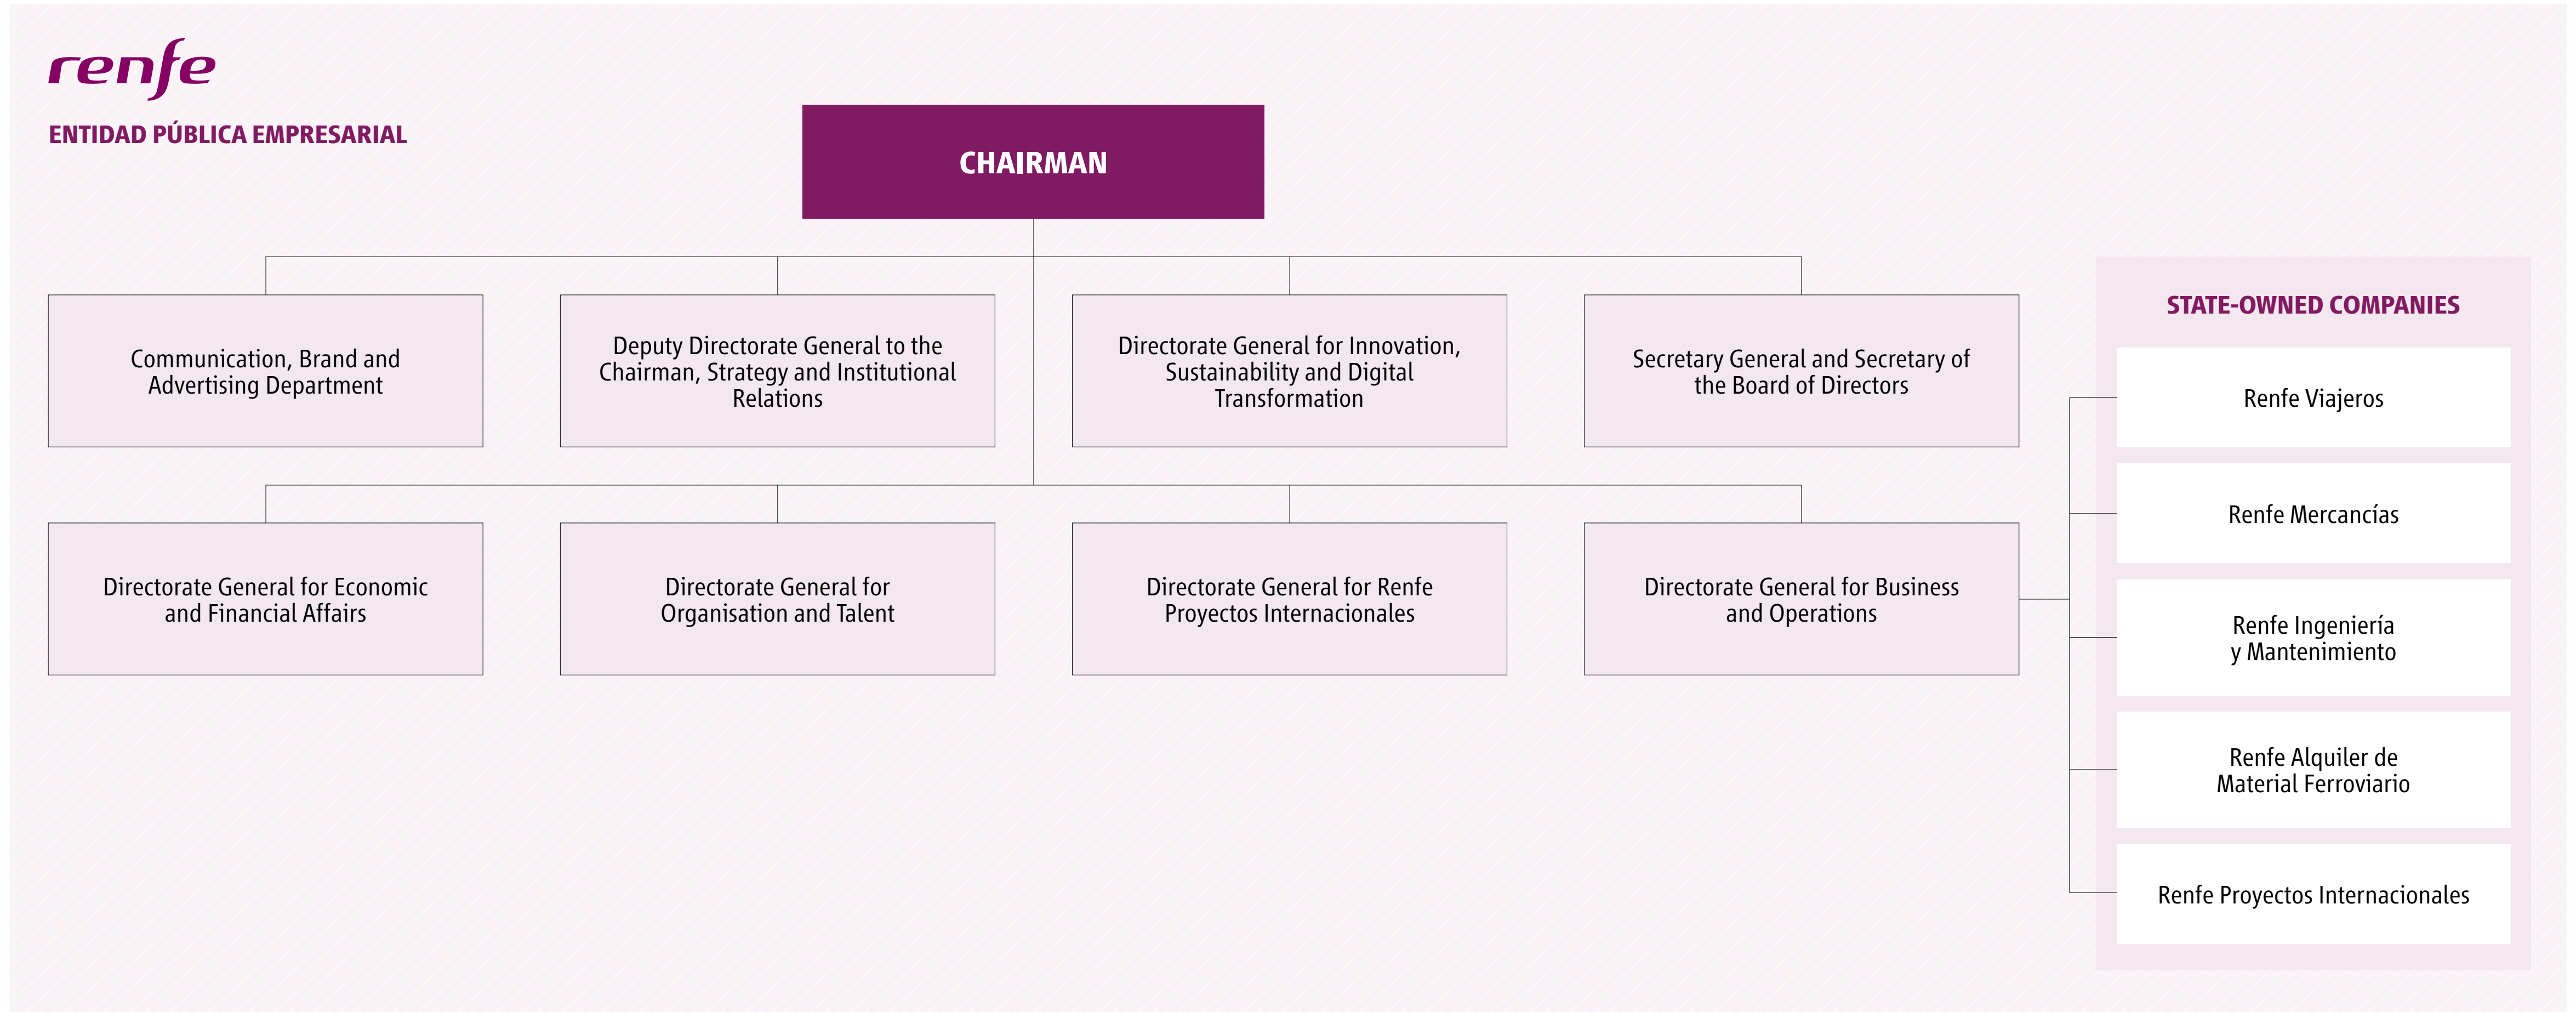 renfe
ENTIDAD PÚBLICA EMPRESARIAL
CHAIRMAN
Communication, Brand and
Advertising Department
Deputy Directorate General to the
Chairman, Strategy and Institutional
Relations
Directorate General for Innovation,
Sustainability and Digital
Transformation
Secretary General and Secretary of
the Board of Directors
Directorate General for Economic
and Financial Affairs
Directorate General for
Organisation and Talent
Directorate General for Renfe
Proyectos Internacionales
Directorate General for Business
and Operations
STATE-OWNED COMPANIES
Renfe Viajeros
Renfe Mercancías
Renfe Ingeniería
y Mantenimiento
Renfe Alquiler de
Material Ferroviario
Renfe Proyectos Internacionales